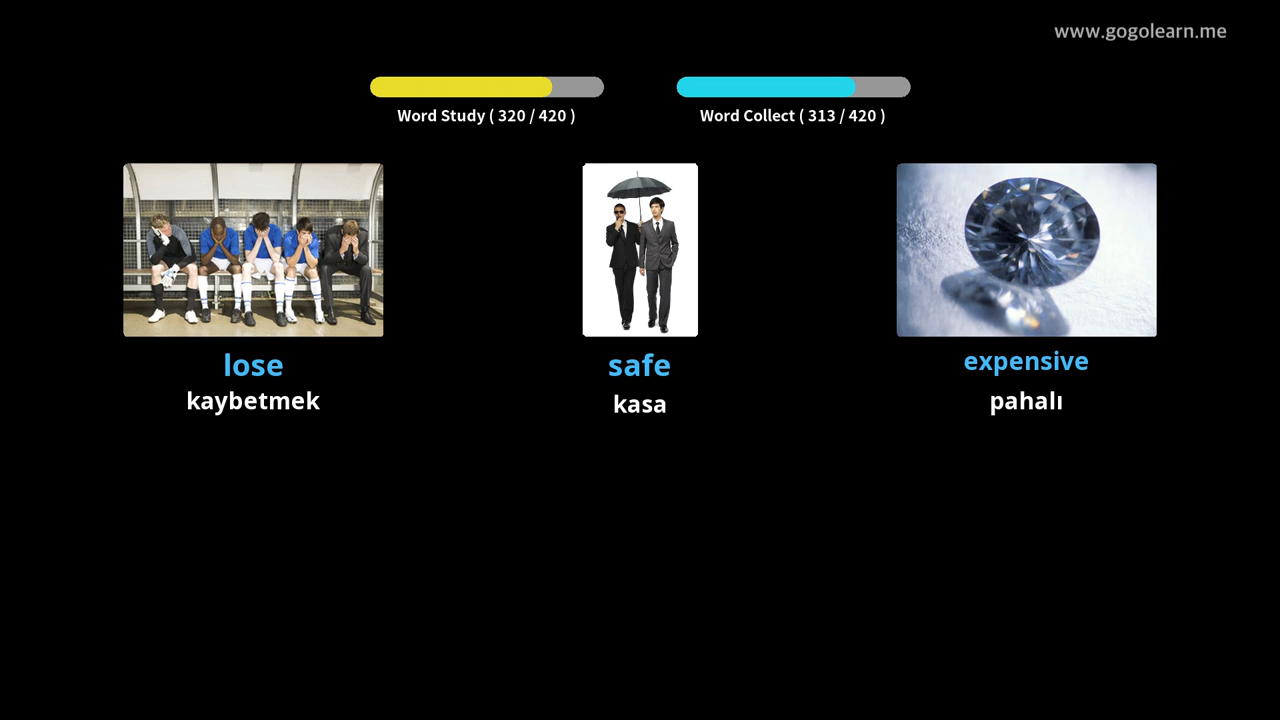 www.gogolearn.me
Word Study ( 320 / 420 )
Word Collect ( 313 / 420 )
lose
kaybetmek
safe
kasa
expensive
pahalı